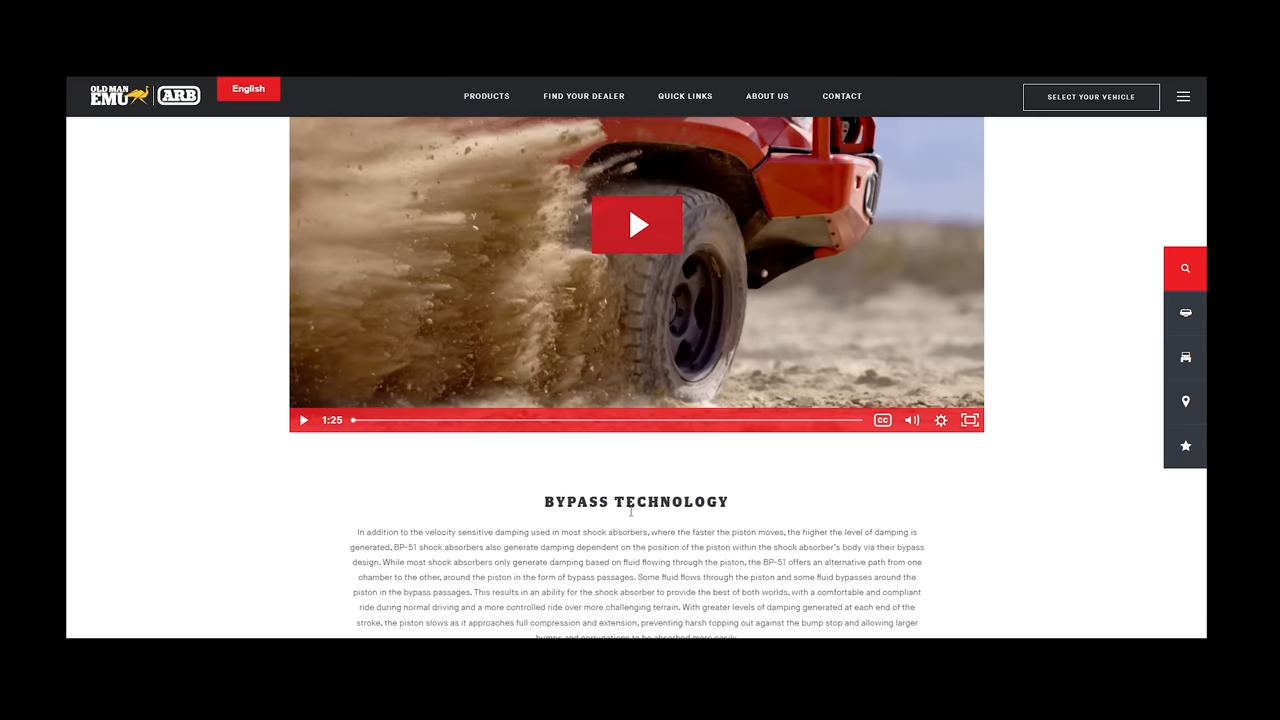 OLD MAN
EMU
ARB
English
PRODUCTS
FIND YOUR DEALER
QUICK LINKS
ABOUT US
CONTACT
SELECT YOUR VEHICLE
1:25
CC
BYPASS TECHNOLOGY
In addition to the velocity sensitive damping used in most shock absorbers, where the faster the piston moves, the higher the level of damping is
generated, BP-51 shock absorbers also generate damping dependent on the position of the piston within the shock absorber's body via their bypass
design. While most shock absorbers only generate damping based on fluid flowing through the piston, the BP-51 offers an alternative path from one
chamber to the other, around the piston in the form of bypass passages. Some fluid flows through the piston and some fluid bypasses around the
piston in the bypass passages. This results in an ability for the shock absorber to provide the best of both worlds, with a comfortable and compliant
ride during normal driving and a more controlled ride over more challenging terrain. With greater levels of damping generated at each end of the
stroke, the piston slows as it approaches full compression and extension, preventing harsh topping out against the bump stop and allowing larger
bumps and corrugations to be absorbed more easily.